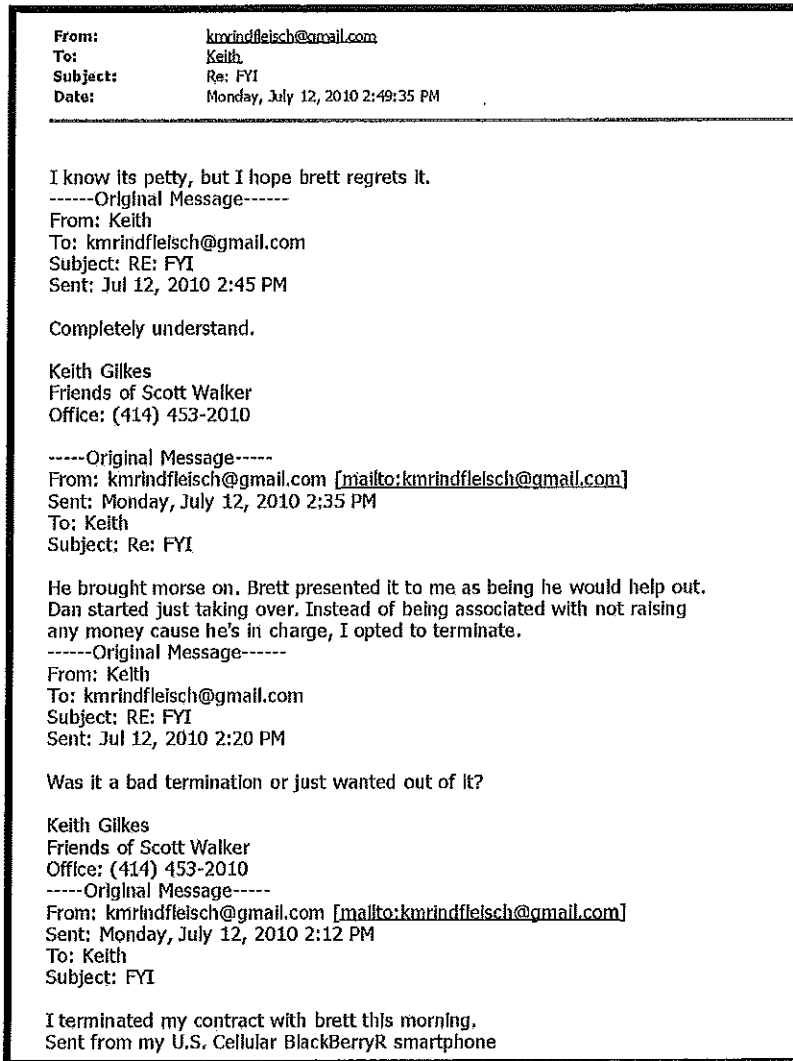 From: kmrindfleisch@gmail.com
To: Keith
Subject: Re: FYI
Date: Monday, July 12, 2010 2:49:35 PM
I know its petty, but I hope brett regrets it.
------Original Message------
From: Keith
To: kmrindfleisch@gmail.com
Subject: RE: FYI
Sent: Jul 12, 2010 2:45 PM
Completely understand.
Keith Gilkes
Friends of Scott Walker
Office: (414) 453-2010
-----Original Message-----
From: kmrindfleisch@gmail.com [mailto:kmrindfleisch@gmail.com]
Sent: Monday, July 12, 2010 2:35 PM
To: Keith
Subject: Re: FYI
He brought morse on. Brett presented it to me as being he would help out.
Dan started just taking over. Instead of being associated with not raising
any money cause he's in charge, I opted to terminate.
------Original Message------
From: Keith
To: kmrindfleisch@gmail.com
Subject: RE: FYI
Sent: Jul 12, 2010 2:20 PM
Was it a bad termination or just wanted out of it?
Keith Gilkes
Friends of Scott Walker
Office: (414) 453-2010
-----Original Message-----
From: kmrindfleisch@gmail.com [mailto:kmrindfleisch@gmail.com]
Sent: Monday, July 12, 2010 2:12 PM
To: Keith
Subject: FYI
I terminated my contract with brett this morning.
Sent from my U.S. Cellular BlackBerryR smartphone